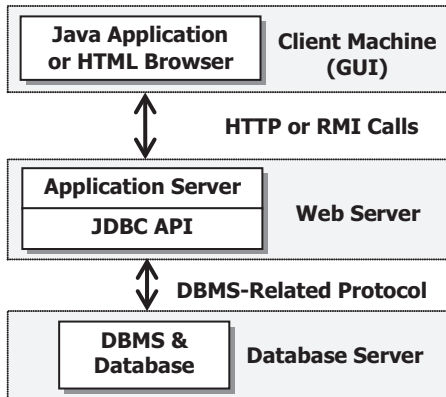 Java Application
or HTML Browser
Client Machine
(GUI)
HTTP or RMI Calls
Application Server
JDBC API
Web Server
DBMS-Related Protocol
DBMS &
Database
Database Server